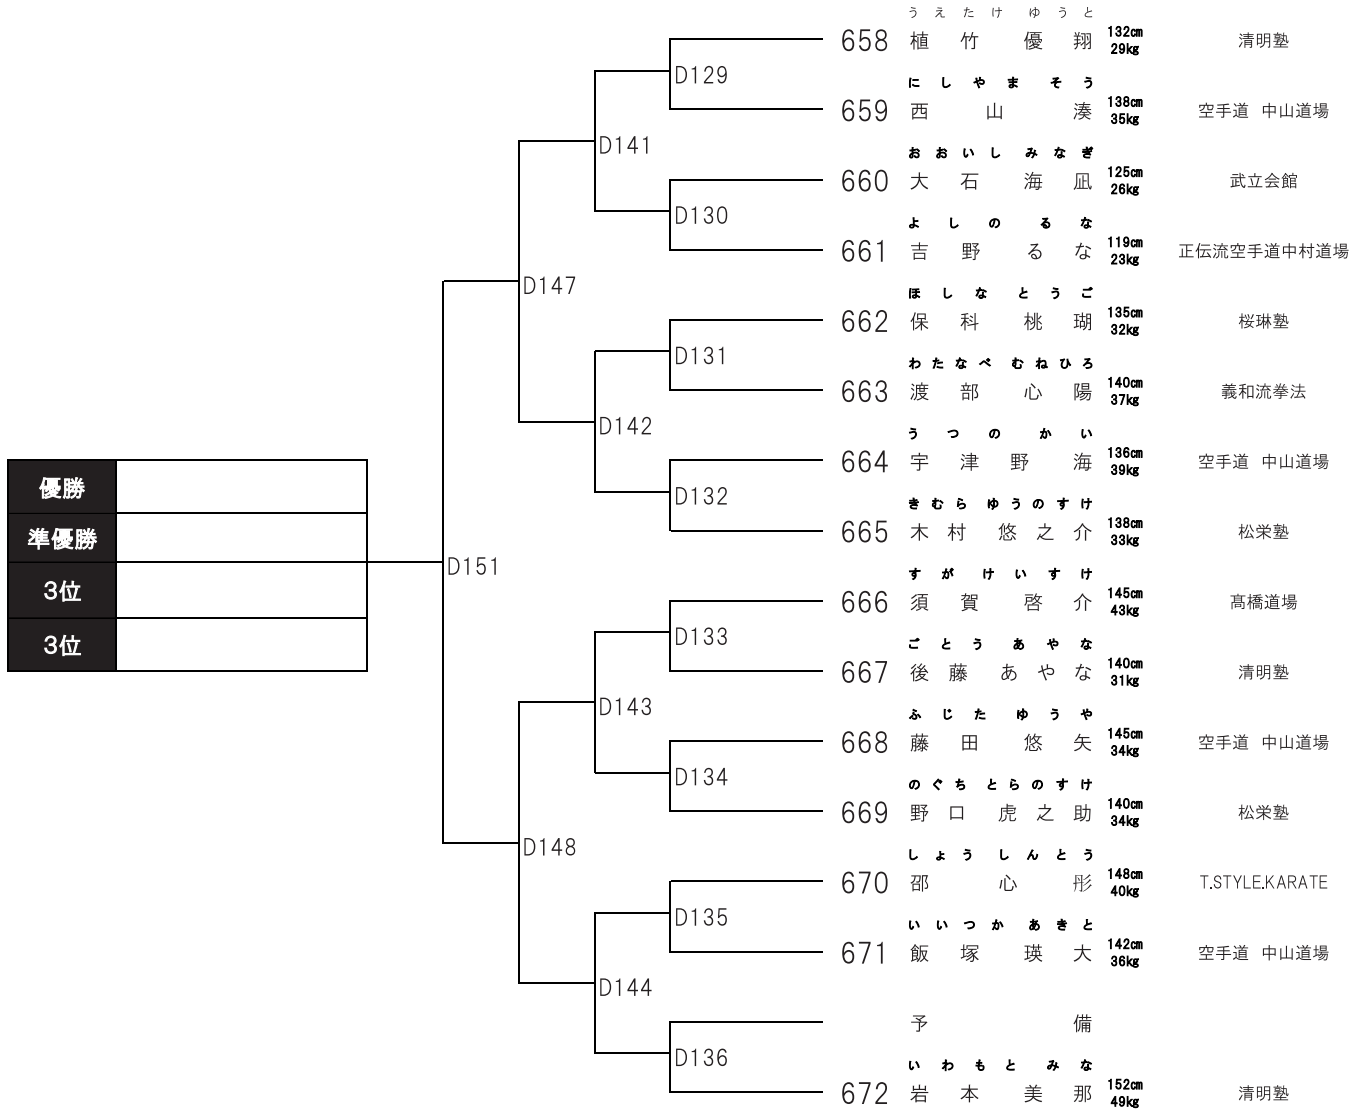 うえたけ ゆうと
658 植竹 優翔 132cm 29kg 清明塾
D129
にしやま そう
659 西山 湊 138cm 35kg 空手道 中山道場
D141
おおいし みなぎ
660 大石 海凪 125cm 26kg 武立会館
D130
よしの るな
661 吉野 るな 119cm 23kg 正伝流空手道中村道場
D147
ほしな とうご
662 保科 桃瑚 135cm 32kg 桜琳塾
D131
わたなべ むねひろ
663 渡部 心陽 140cm 37kg 義和流拳法
D142
うつの かい
664 宇津野 海 136cm 39kg 空手道 中山道場
D132
きむら ゆうのすけ
665 木村 悠之介 138cm 33kg 松栄塾
優勝
準優勝
3位
3位
D151
すが けいすけ
666 須賀 啓介 145cm 43kg 髙橋道場
D133
ごとう あやな
667 後藤 あやな 140cm 31kg 清明塾
D143
ふじた ゆうや
668 藤田 悠矢 145cm 34kg 空手道 中山道場
D134
のぐち とらのすけ
669 野口 虎之助 140cm 34kg 松栄塾
D148
しょう しんとう
670 邵 心彤 148cm 40kg T.STYLE.KARATE
D135
いいつか あきと
671 飯塚 瑛大 142cm 36kg 空手道 中山道場
D144
予備
D136
いわもと みな
672 岩本 美那 152cm 49kg 清明塾